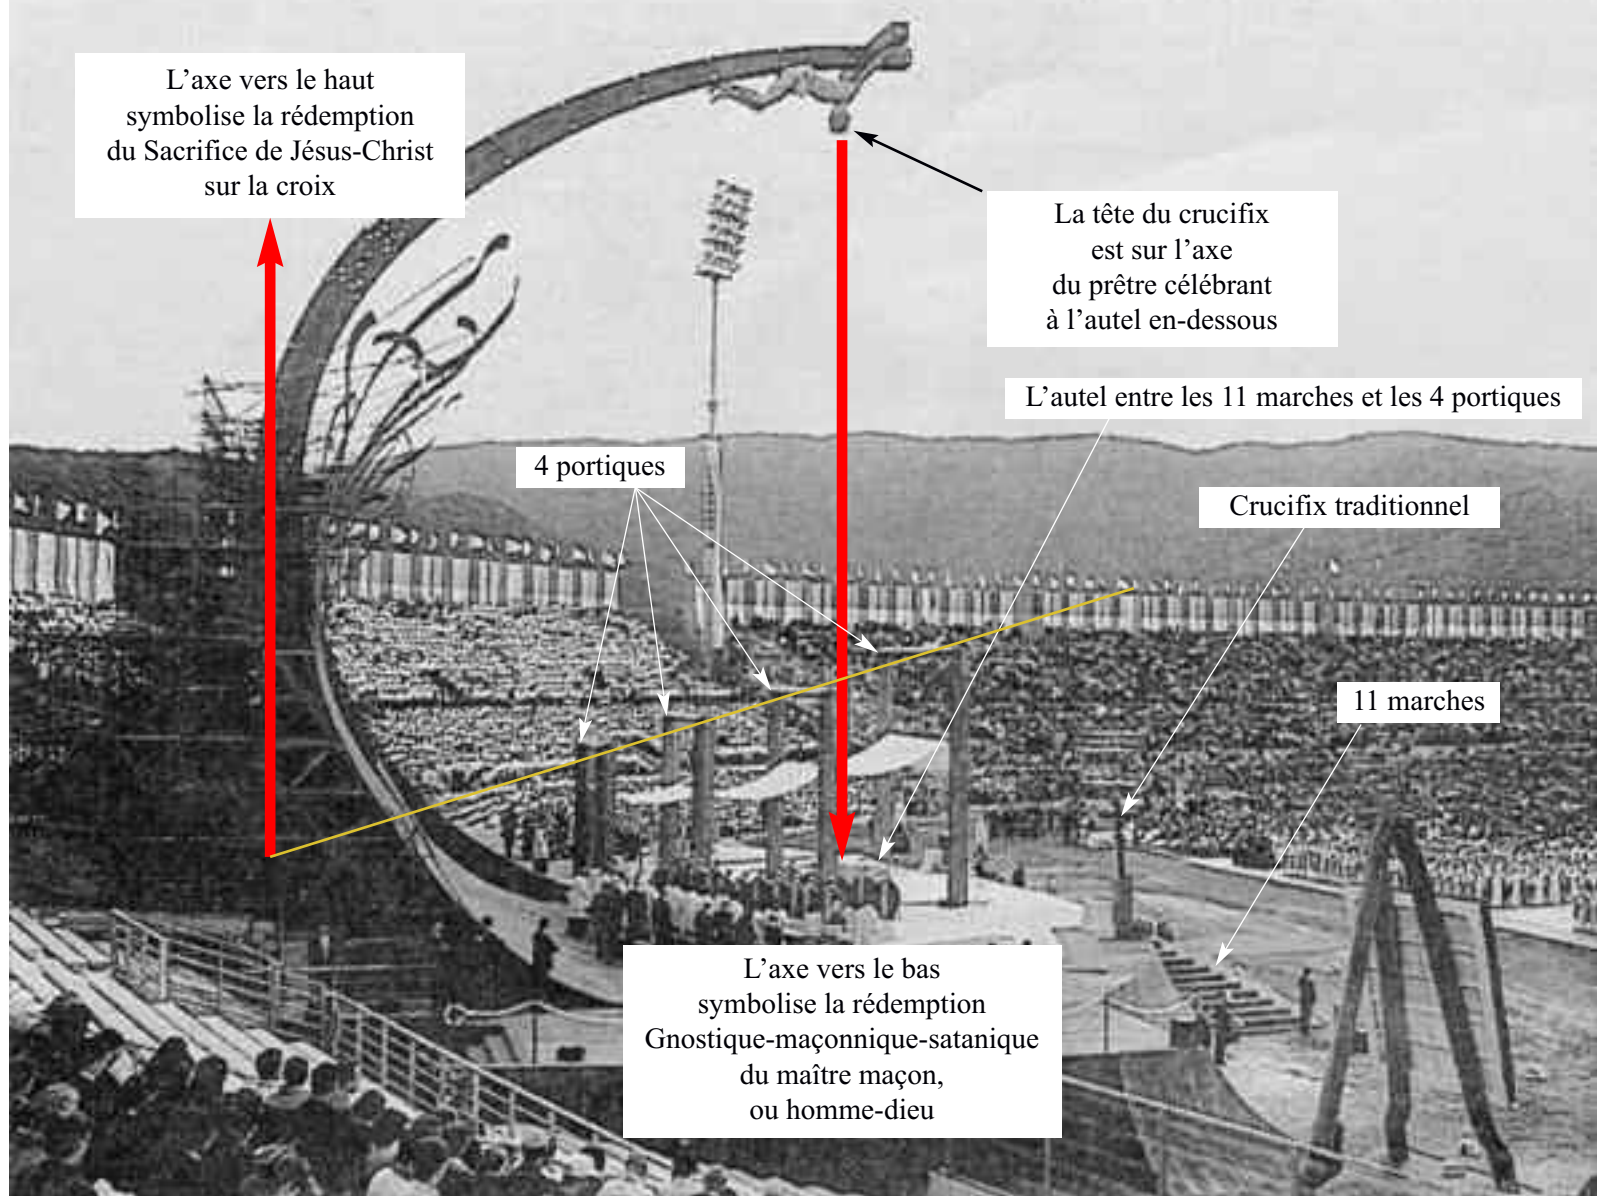 L’axe vers le haut
symbolise la rédemption
du Sacrifice de Jésus-Christ
sur la croix
La tête du crucifix
est sur l’axe
du prêtre célébrant
à l’autel en-dessous
L’autel entre les 11 marches et les 4 portiques
4 portiques
Crucifix traditionnel
11 marches
L’axe vers le bas
symbolise la rédemption
Gnostique-maçonnique-satanique
du maître maçon,
ou homme-dieu